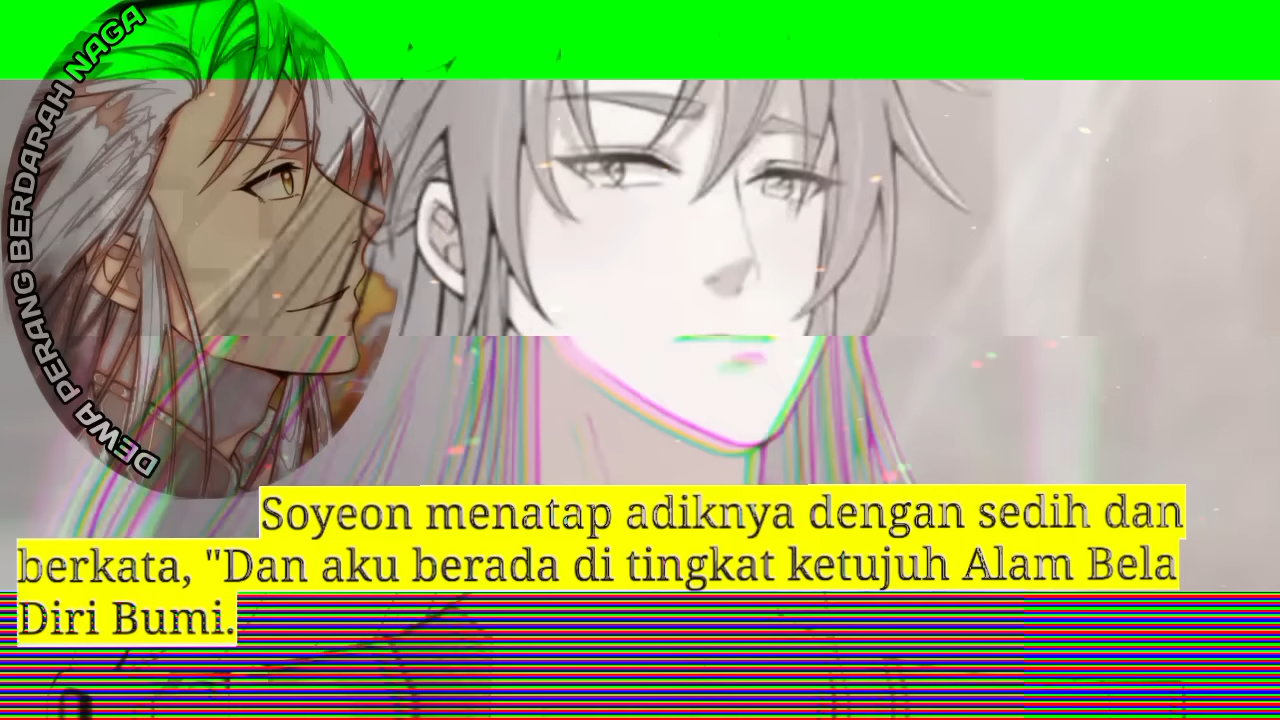 DEWA PERANG BERDARAH NAGA
Soyeon menatap adiknya dengan sedih dan
berkata, "Dan aku berada di tingkat ketujuh Alam Bela
Diri Bumi.